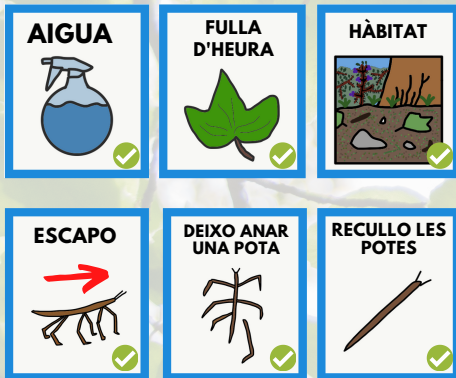 AIGUA
FULLA
D'HEURA
HÀBITAT
ESCAPO
DEIXO ANAR
UNA POTA
RECULLO LES
POTES